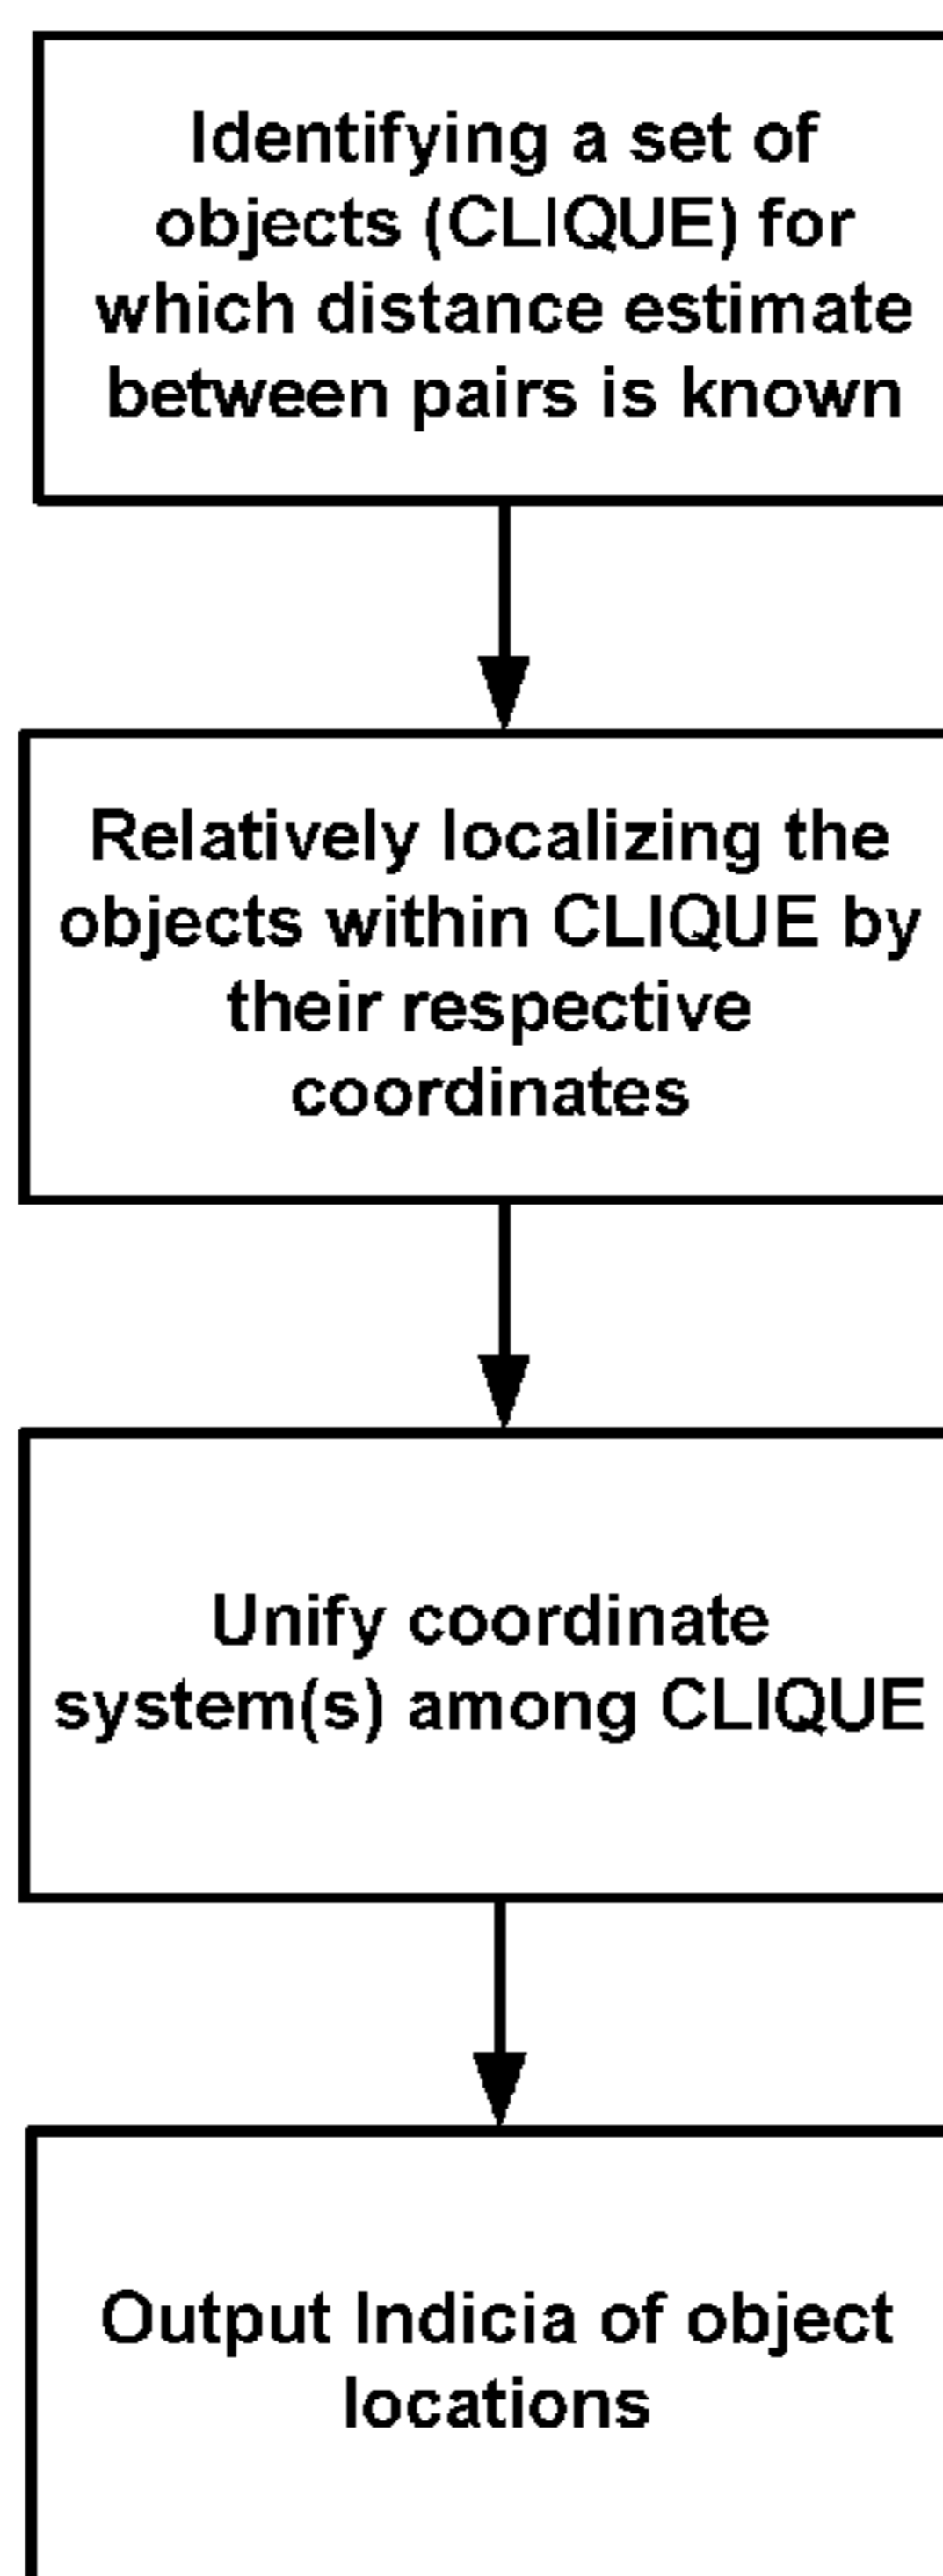 Identifying a set of
objects (CLIQUE) for
which distance estimate
between pairs is known
Relatively localizing the
objects within CLIQUE by
their respective
coordinates
Unify coordinate
system(s) among CLIQUE
Output Indicia of object
locations